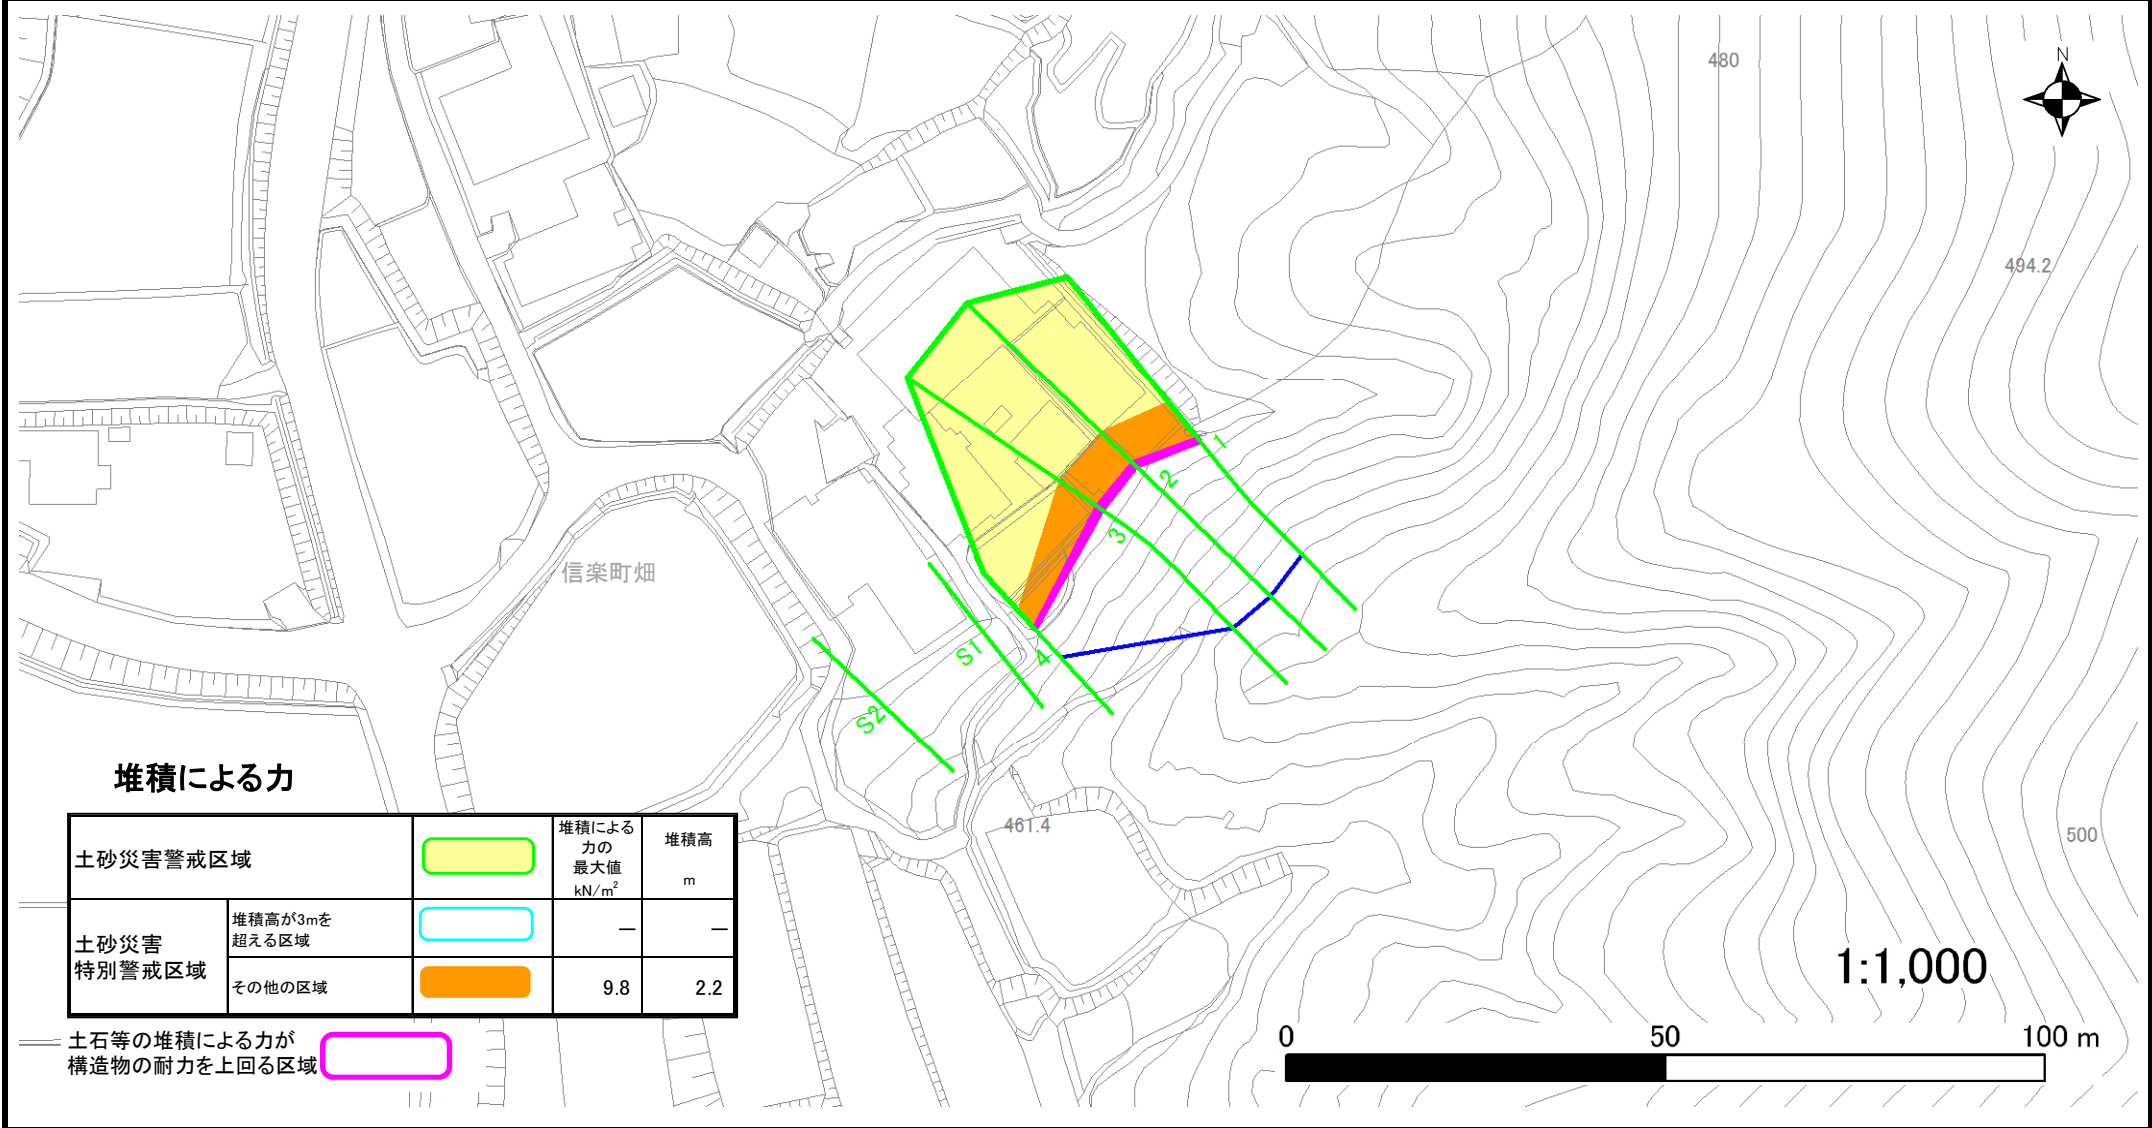 480
N
494.2
1
2
3
信楽町畑
S1
4
S2
堆積による力
461.4
堆積による
力の
最大値
kN/m²
堆積高
m
土砂災害警戒区域
500
土砂災害
特別警戒区域
堆積高が3mを
超える区域
―
―
その他の区域
9.8
2.2
1:1,000
土石等の堆積による力が
構造物の耐力を上回る区域
0
50
100 m